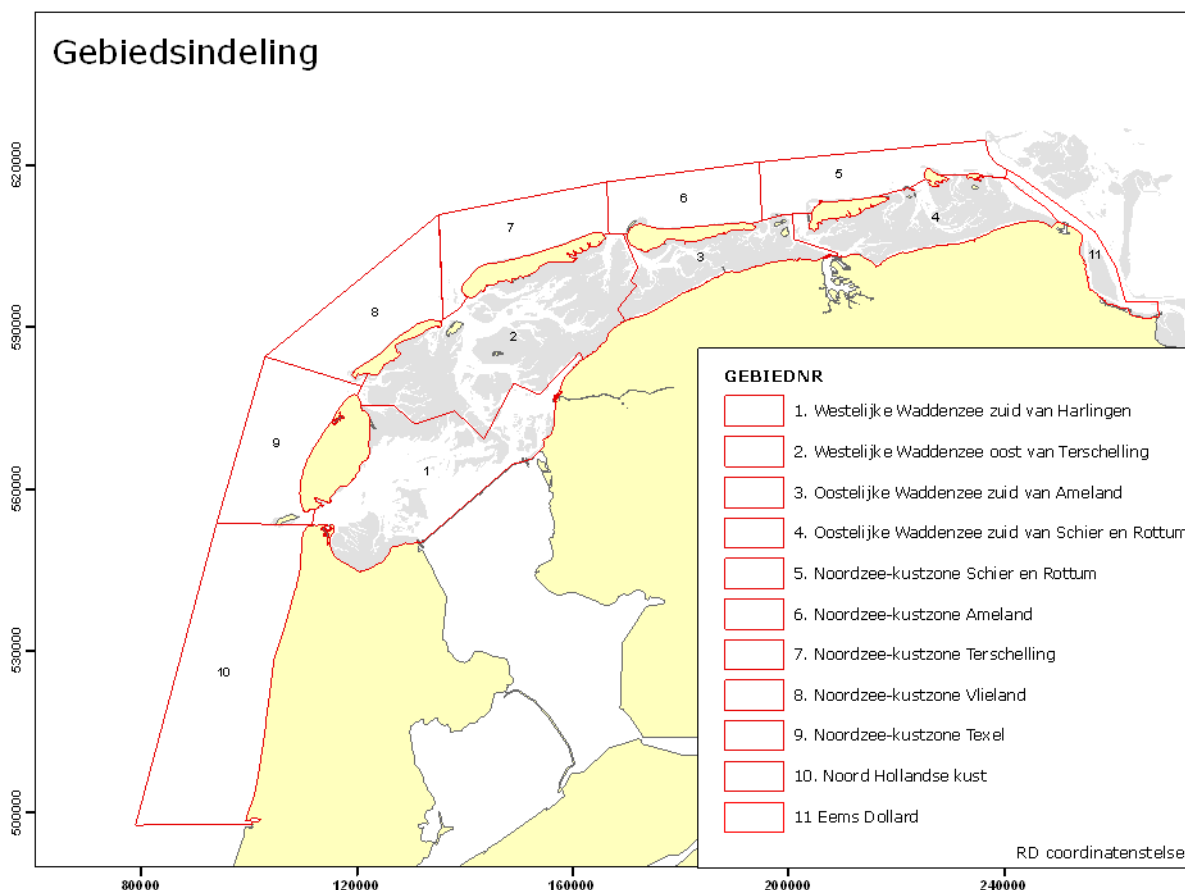 Gebiedsindeling
620000
590000
560000
530000
500000
5
6
7
4
11
3
8
2
9
1
10
GEBIEDNR
1. Westelijke Waddenzee zuid van Harlingen
2. Westelijke Waddenzee oost van Terschelling
3. Oostelijke Waddenzee zuid van Ameland
4. Oostelijke Waddenzee zuid van Schier en Rottum
5. Noordzee-kustzone Schier en Rottum
6. Noordzee-kustzone Ameland
7. Noordzee-kustzone Terschelling
8. Noordzee-kustzone Vlieland
9. Noordzee-kustzone Texel
10. Noord Hollandse kust
11 Eems Dollard
RD coordinatenstelse
80000
120000
160000
200000
240000